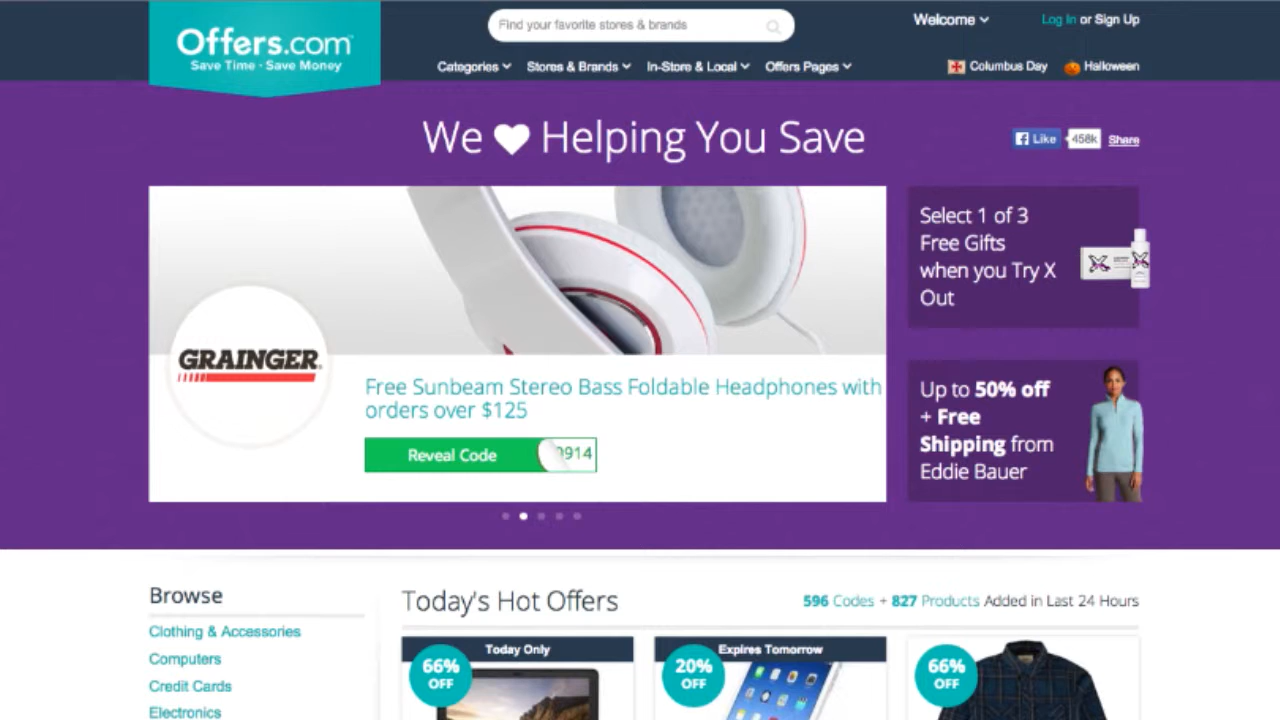 Offers.com
Save Time · Save Money
Find your favorite stores & brands
Welcome
Log In or Sign Up
Categories
Stores & Brands
In-Store & Local
Offers Pages
Columbus Day
Halloween
We ♥ Helping You Save
Like
458k
Share
GRAINGER
Free Sunbeam Stereo Bass Foldable Headphones with
orders over $125
Reveal Code
9914
Select 1 of 3
Free Gifts
when you Try X
Out
Up to 50% off
+ Free
Shipping from
Eddie Bauer
Browse
Clothing & Accessories
Computers
Credit Cards
Electronics
Today's Hot Offers
596 Codes + 827 Products Added in Last 24 Hours
Today Only
66%
OFF
Expires Tomorrow
20%
OFF
66%
OFF